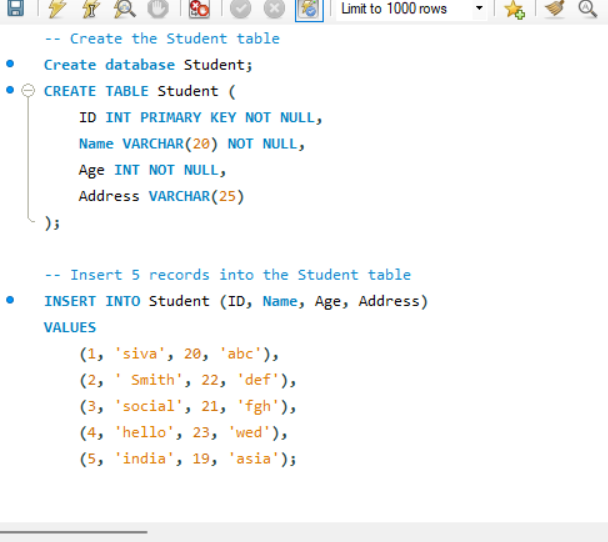 Limit to 1000 rows
-- Create the Student table
Create database Student;
CREATE TABLE Student (
ID INT PRIMARY KEY NOT NULL,
Name VARCHAR(20) NOT NULL,
Age INT NOT NULL,
Address VARCHAR(25)
);
-- Insert 5 records into the Student table
INSERT INTO Student (ID, Name, Age, Address)
VALUES
(1, 'siva', 20, 'abc'),
(2, ' Smith', 22, 'def'),
(3, 'social', 21, 'fgh'),
(4, 'hello', 23, 'wed'),
(5, 'india', 19, 'asia');